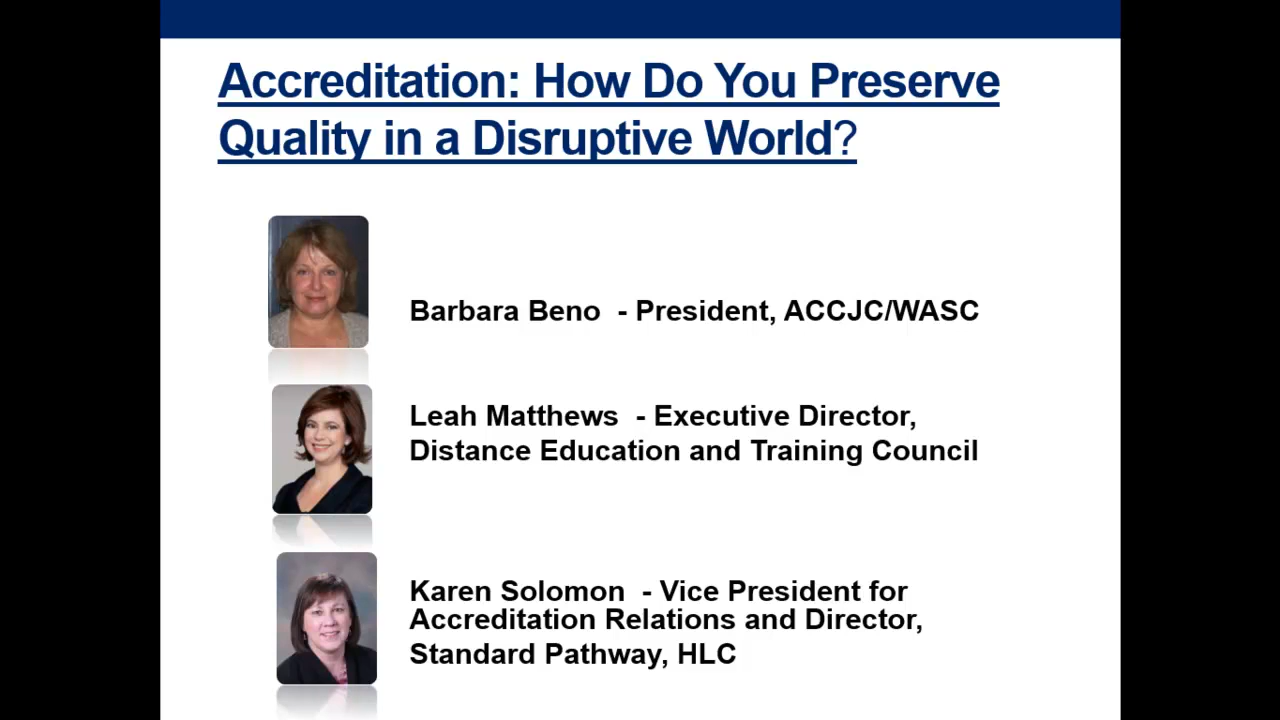 Accreditation: How Do You Preserve
Quality in a Disruptive World?
Barbara Beno  - President, ACCJC/WASC
Leah Matthews  - Executive Director,
Distance Education and Training Council
Karen Solomon  - Vice President for
Accreditation Relations and Director,
Standard Pathway, HLC